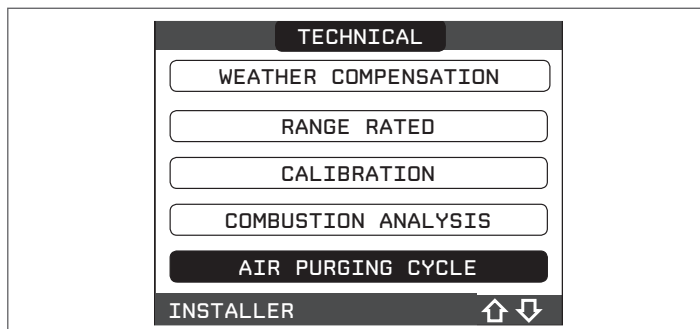 TECHNICAL
WEATHER COMPENSATION
RANGE RATED
CALIBRATION
COMBUSTION ANALYSIS
AIR PURGING CYCLE
INSTALLER